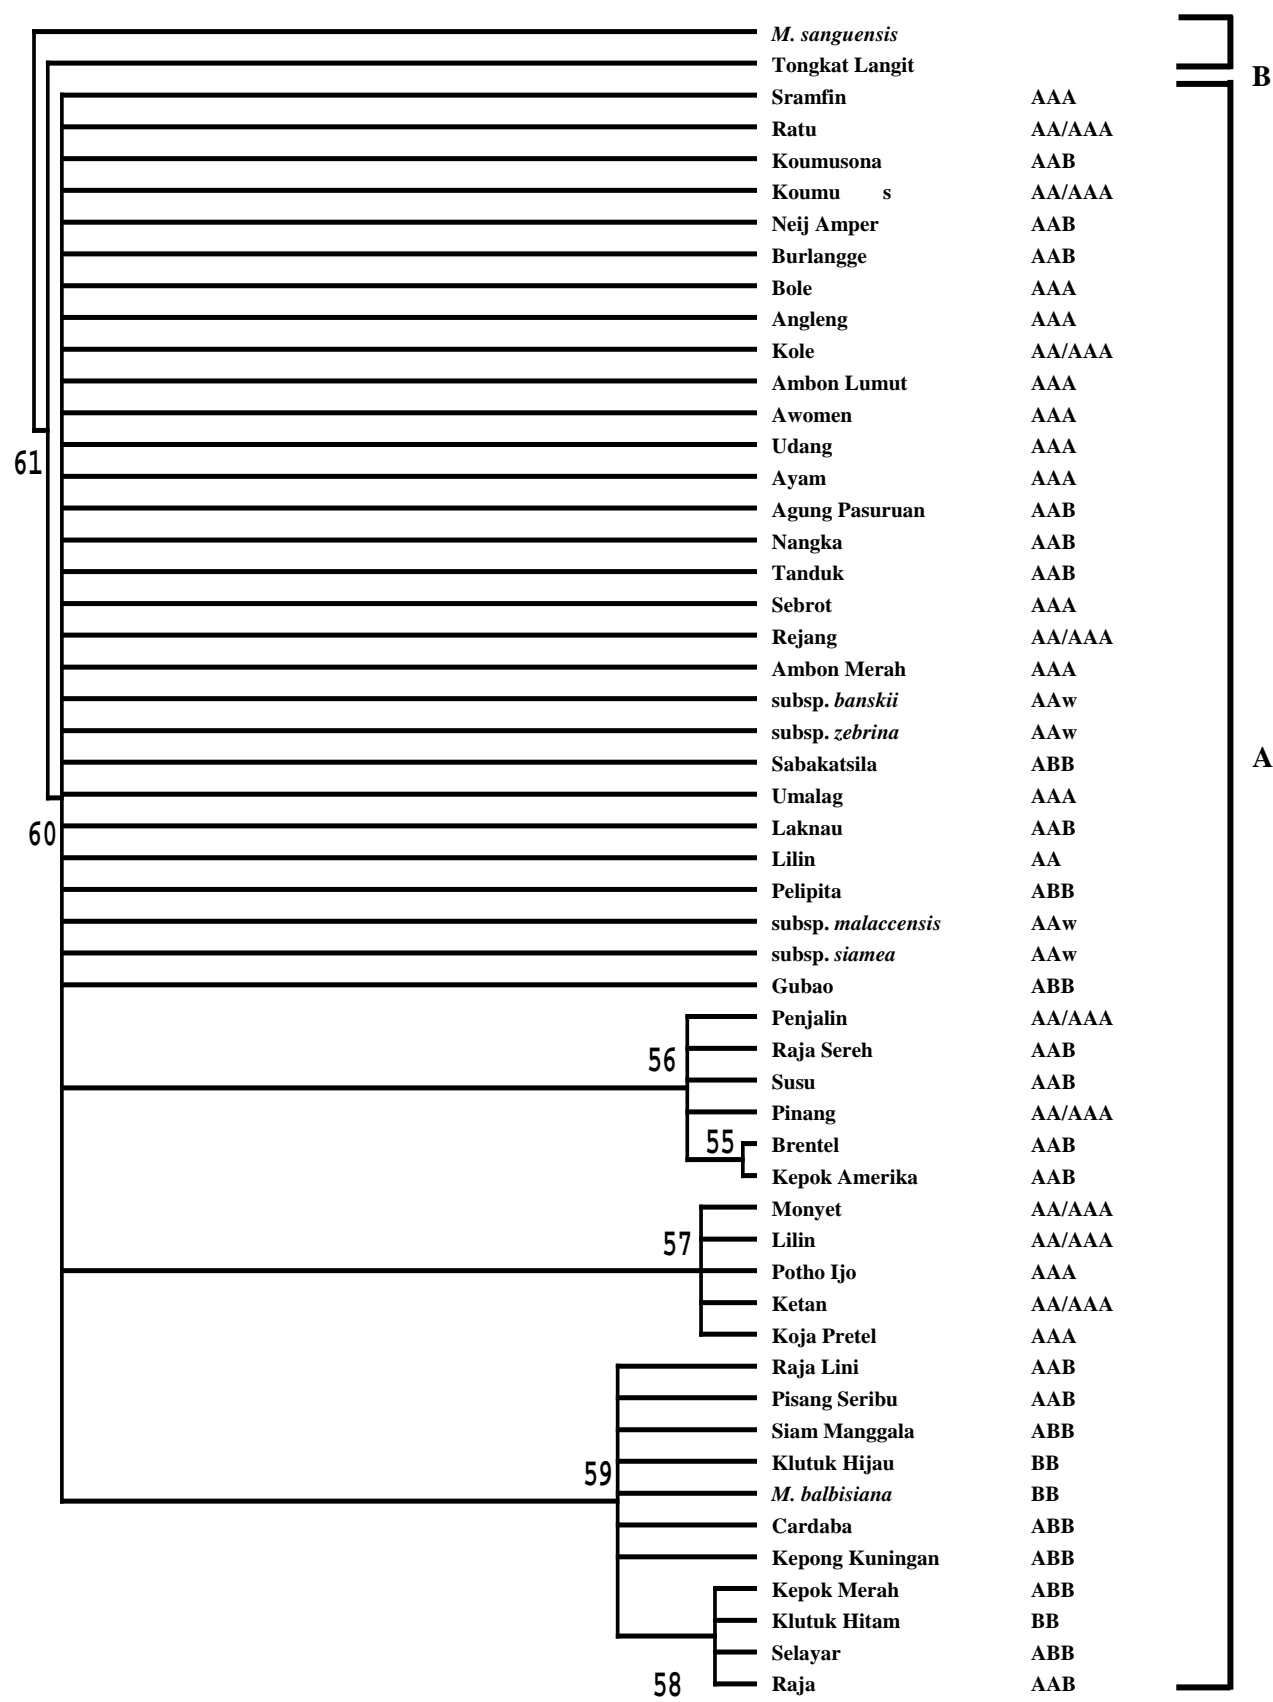 M. sanguensis
Tongkat Langit
B
Sramfin AAA
Ratu AA/AAA
Koumusona AAB
Koumu s AA/AAA
Neij Amper AAB
Burlangge AAB
Bole AAA
Angleng AAA
Kole AA/AAA
Ambon Lumut AAA
Awomen AAA
Udang AAA
61
Ayam AAA
Agung Pasuruan AAB
Nangka AAB
Tanduk AAB
Sebrot AAA
Rejang AA/AAA
Ambon Merah AAA
subsp. banskii AAw
subsp. zebrina AAw
Sabakatsila ABB
A
Umalag AAA
Laknau AAB
60
Lilin AA
Pelipita ABB
subsp. malaccensis AAw
subsp. siamea AAw
Gubao ABB
Penjalin AA/AAA
Raja Sereh AAB
56
Susu AAB
Pinang AA/AAA
55
Brentel AAB
Kepok Amerika AAB
Monyet AA/AAA
Lilin AA/AAA
57
Potho Ijo AAA
Ketan AA/AAA
Koja Pretel AAA
Raja Lini AAB
Pisang Seribu AAB
Siam Manggala ABB
Klutuk Hijau BB
59
M. balbisiana BB
Cardaba ABB
Kepong Kuningan ABB
Kepok Merah ABB
Klutuk Hitam BB
Selayar ABB
58
Raja AAB